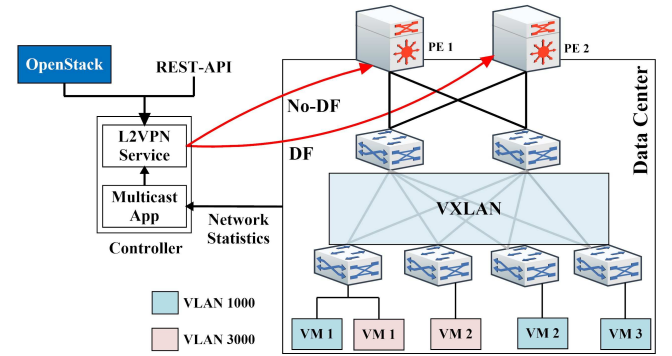 PE 1
PE 2
OpenStack
REST-API
Data Center
No-DF
L2VPN
Service
DF
Multicast
App
VXLAN
Network
Statistics
Controller
VLAN 1000
VLAN 3000
VM 1
VM 1
VM 2
VM 2
VM 3